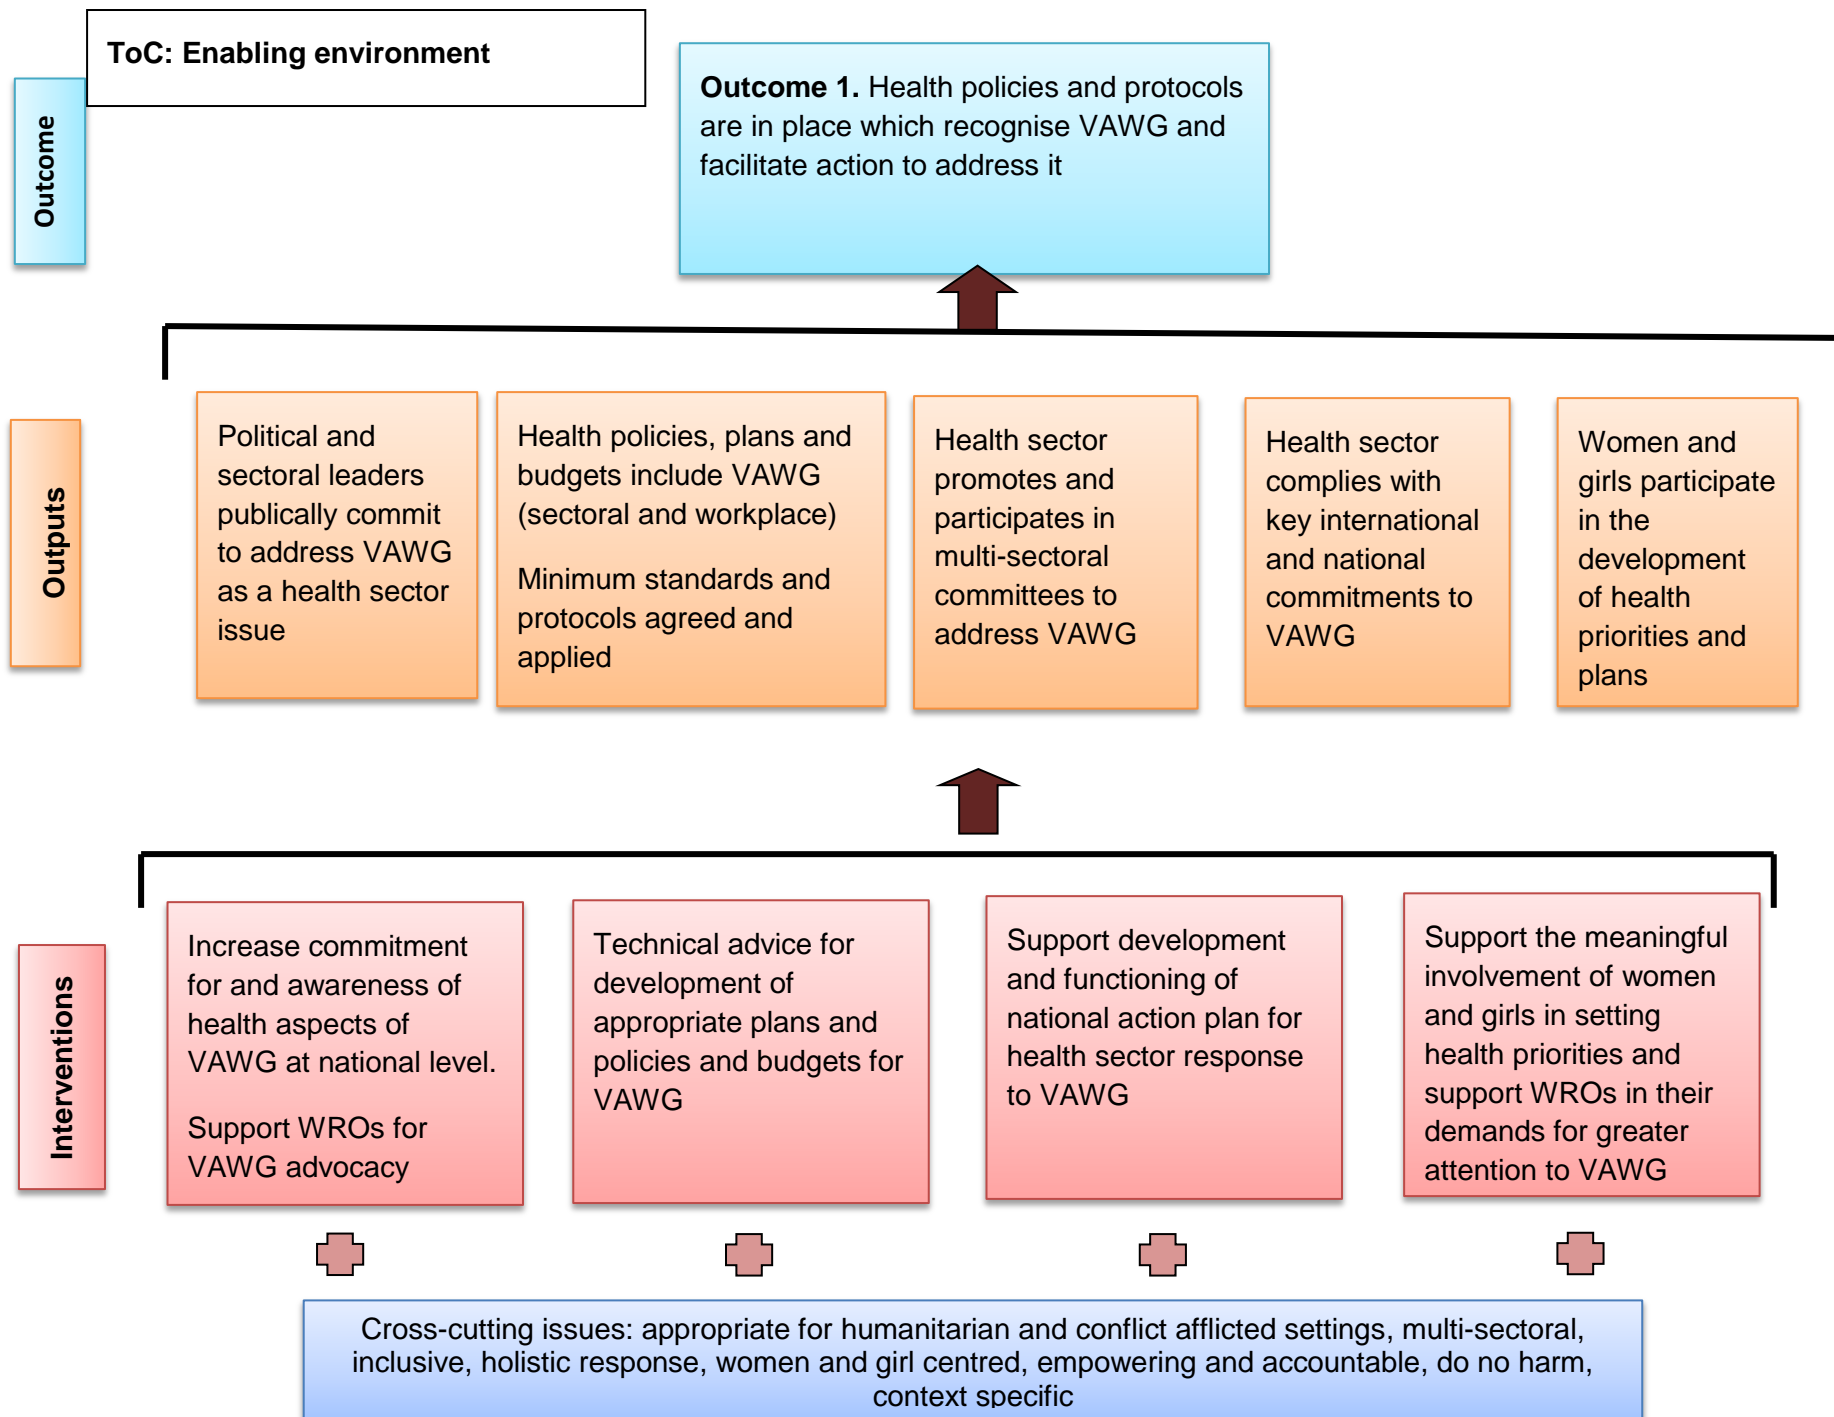 ToC: Enabling environment
Outcome
Outcome 1. Health policies and protocols
are in place which recognise VAWG and
facilitate action to address it
Outputs
Political and
sectoral leaders
publically commit
to address VAWG
as a health sector
issue
Health policies, plans and
budgets include VAWG
(sectoral and workplace)
Minimum standards and
protocols agreed and
applied
Health sector
promotes and
participates in
multi-sectoral
committees to
address VAWG
Health sector
complies with
key international
and national
commitments to
VAWG
Women and
girls participate
in the
development
of health
priorities and
plans
Interventions
Increase commitment
for and awareness of
health aspects of
VAWG at national level.
Support WROs for
VAWG advocacy
Technical advice for
development of
appropriate plans and
policies and budgets for
VAWG
Support development
and functioning of
national action plan for
health sector response
to VAWG
Support the meaningful
involvement of women
and girls in setting
health priorities and
support WROs in their
demands for greater
attention to VAWG
Cross-cutting issues: appropriate for humanitarian and conflict afflicted settings, multi-sectoral,
inclusive, holistic response, women and girl centred, empowering and accountable, do no harm,
context specific